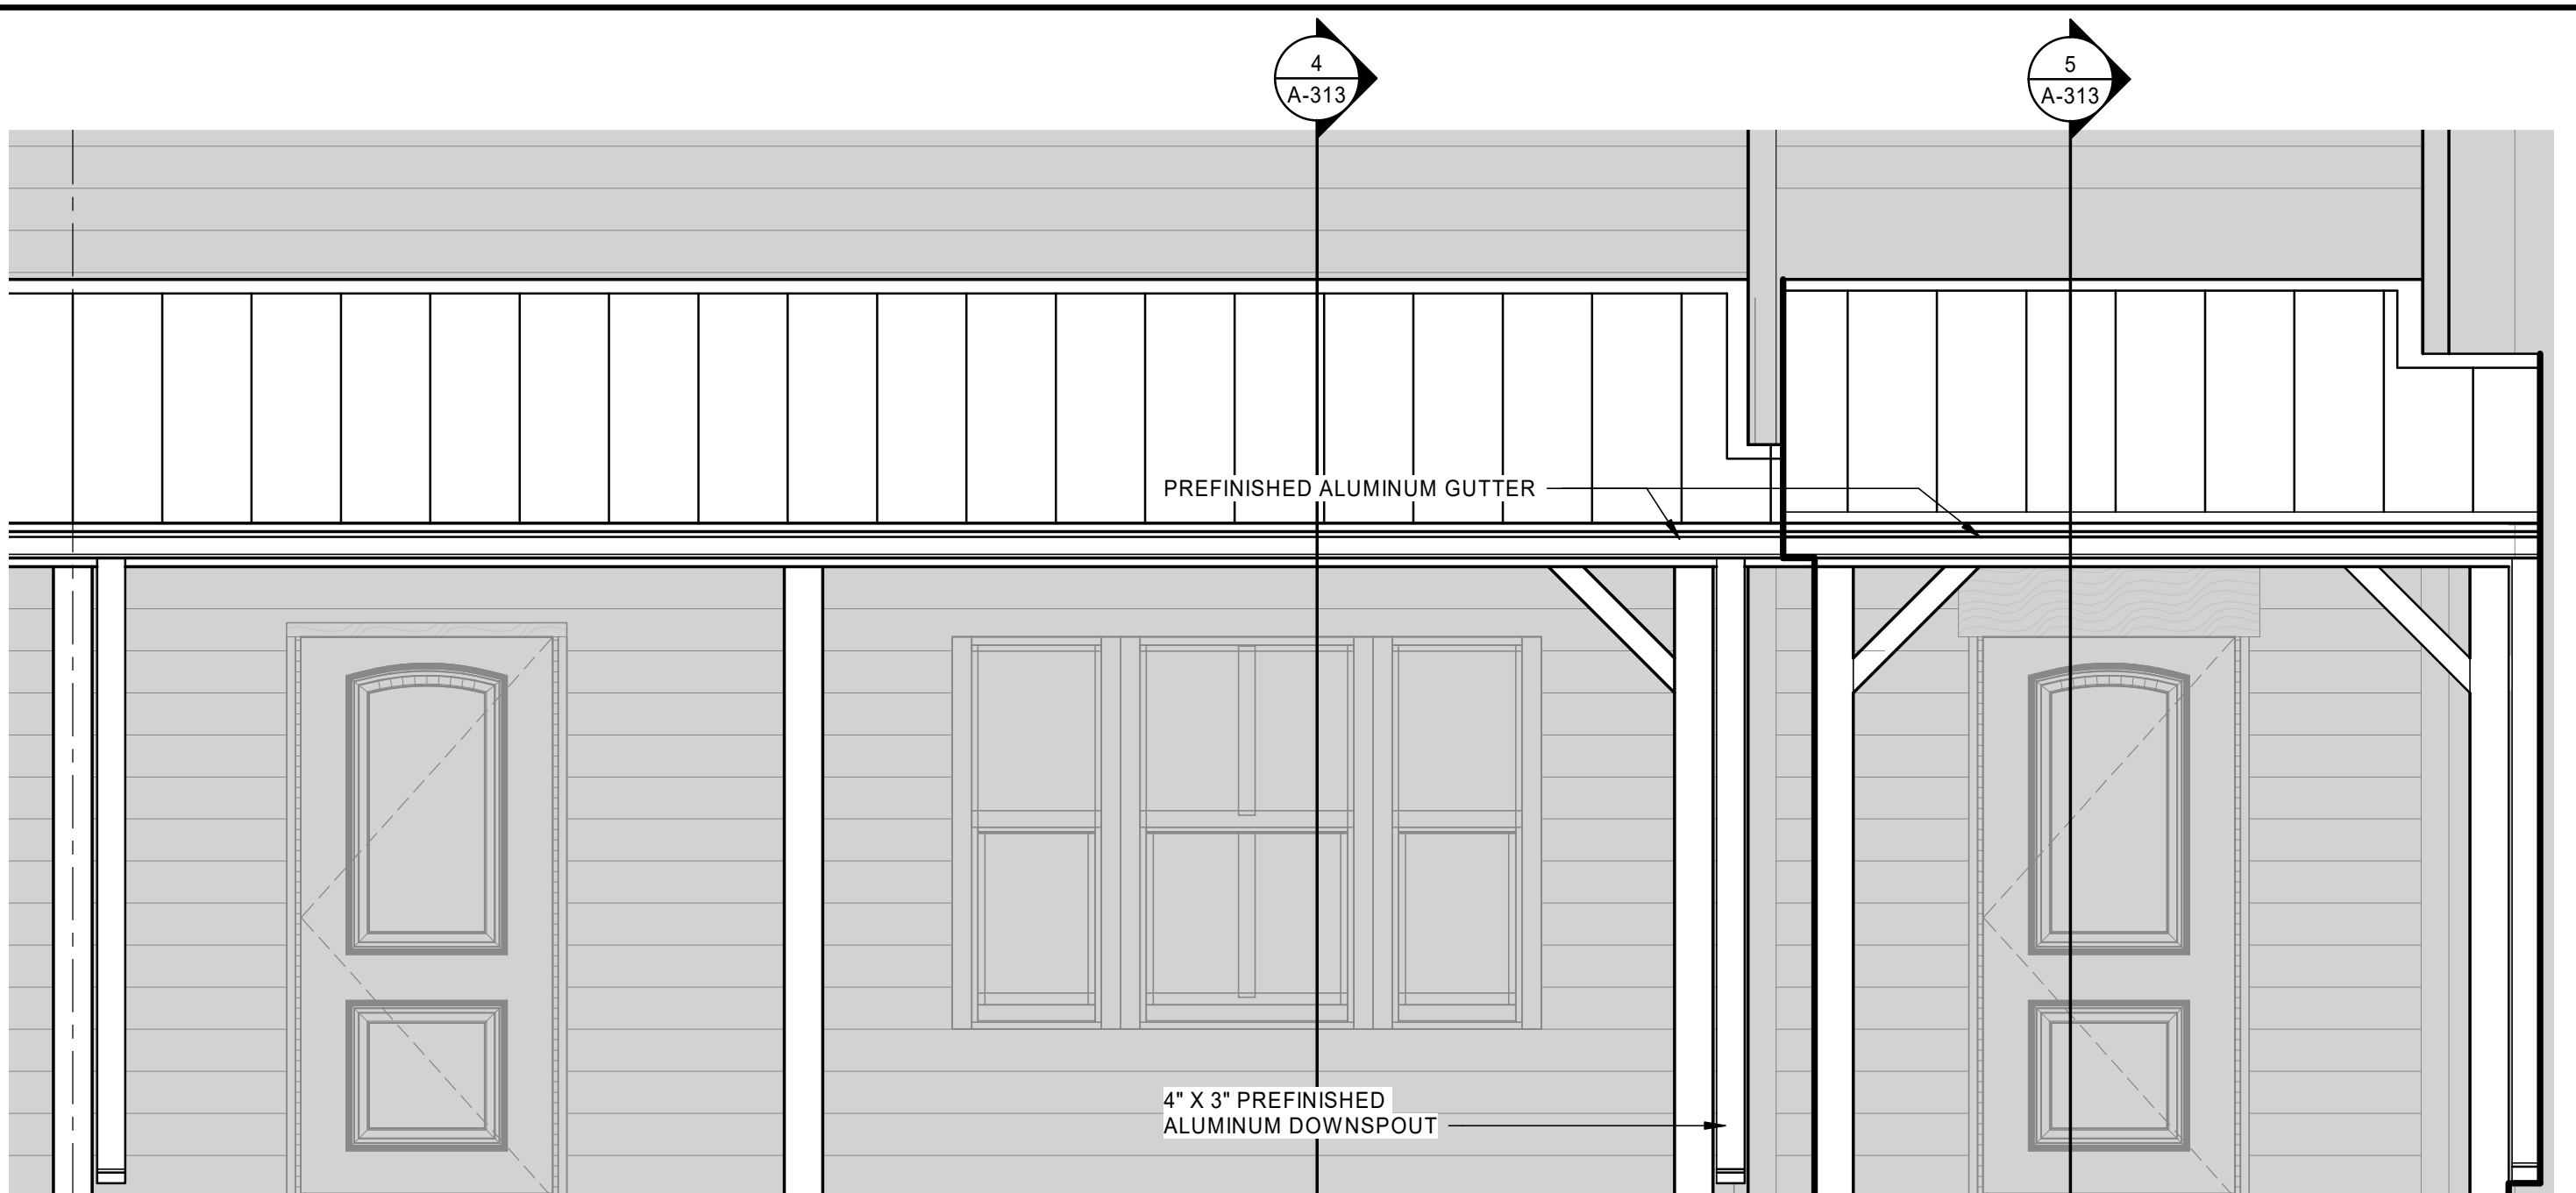 4
A-313
5
A-313
PREFINISHED ALUMINUM GUTTER
4" X 3" PREFINISHED
ALUMINUM DOWNSPOUT